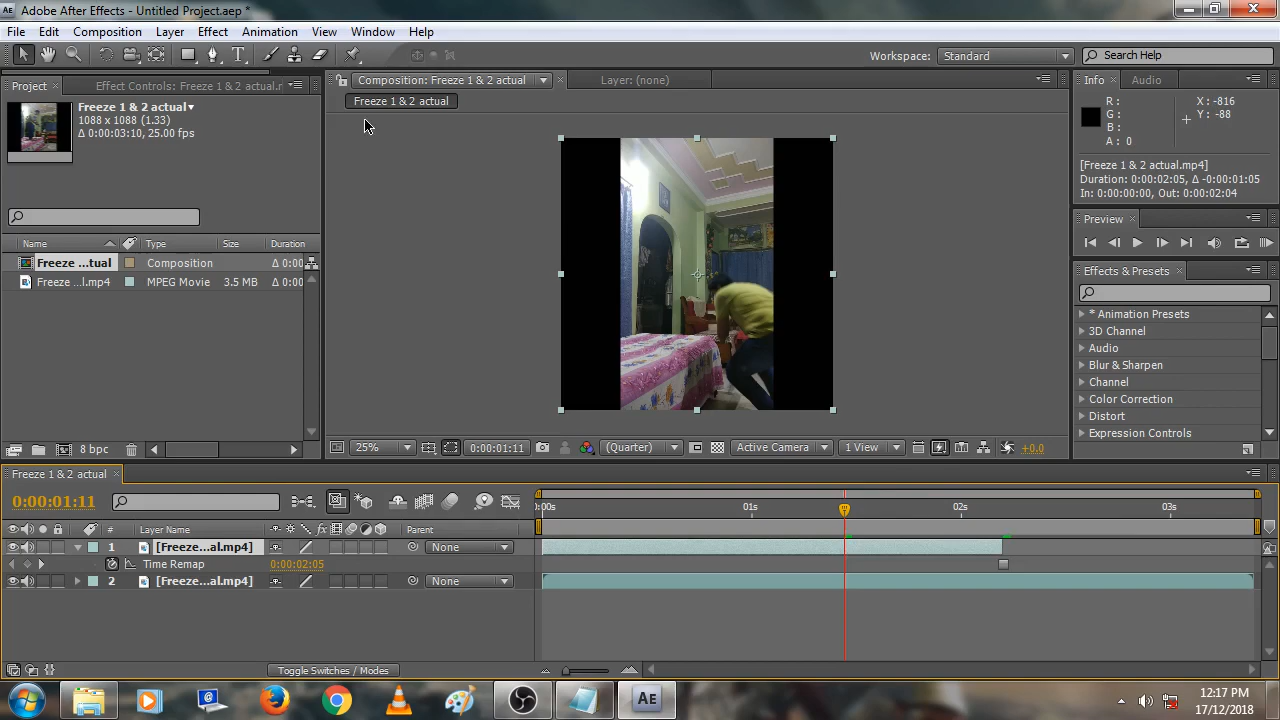 Adobe After Effects - Untitled Project.aep *
File Edit Composition Layer Effect Animation View Window Help
Workspace: Standard Search Help
Project Effect Controls: Freeze 1 & 2 actual.r
Composition: Freeze 1 & 2 actual Layer: (none)
Info Audio
Freeze 1 & 2 actual
1088 x 1088 (1.33)
Δ 0:00:03:10, 25.00 fps
Freeze 1 & 2 actual
R :
G :
B :
A : 0
X : -816
Y : -88
[Freeze 1 & 2 actual.mp4]
Duration: 0:00:02:05, Δ -0:00:01:05
In: 0:00:00:00, Out: 0:00:02:04
Preview
Name Type Size Duration
Freeze ...tual Composition Δ 0:00
Freeze ...l.mp4 MPEG Movie 3.5 MB Δ 0:00
Effects & Presets
* Animation Presets
3D Channel
Audio
Blur & Sharpen
Channel
Color Correction
Distort
Expression Controls
8 bpc
25% 0:00:01:11 (Quarter) Active Camera 1 View +0.0
Freeze 1 & 2 actual
0:00:01:11
:00s 01s 02s 03s
# Layer Name Parent
1 [Freeze...al.mp4] None
Time Remap 0:00:02:05
2 [Freeze...al.mp4] None
Toggle Switches / Modes
12:17 PM
17/12/2018